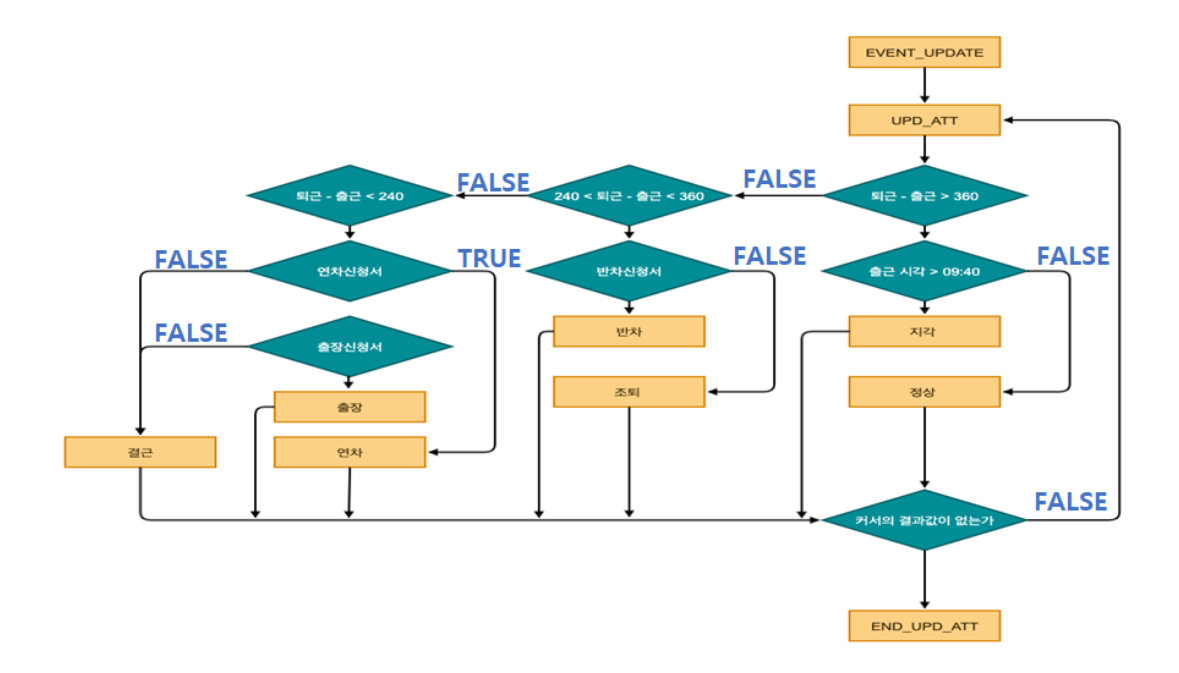 EVENT_UPDATE
UPD_ATT
퇴근 - 출근 < 240
FALSE
240 < 퇴근 - 출근 < 360
FALSE
퇴근 - 출근 > 360
FALSE
연차신청서
TRUE
반차신청서
FALSE
출근 시각 > 09:40
FALSE
FALSE
출장신청서
반차
지각
출장
조퇴
정상
결근
연차
커서의 결과값이 없는가
FALSE
END_UPD_ATT